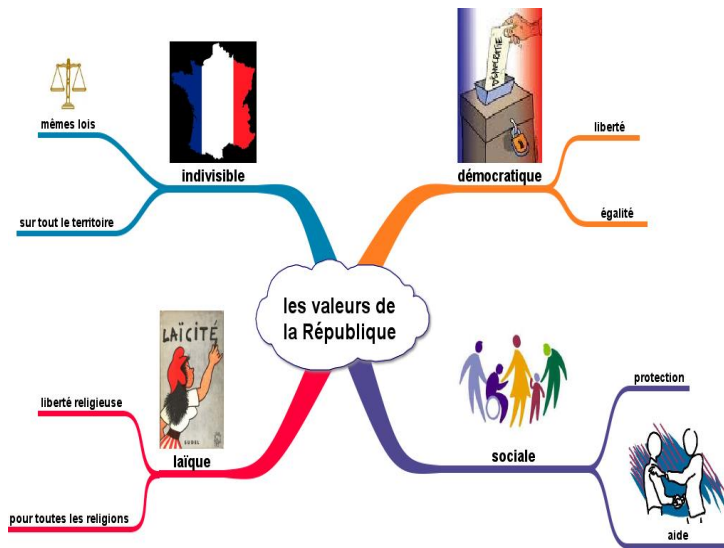 mêmes lois
indivisible
sur tout le territoire
DÉMOCRATIE
démocratique
liberté
égalité
les valeurs de
la République
LAÏCITÉ
liberté religieuse
laïque
pour toutes les religions
sociale
protection
aide